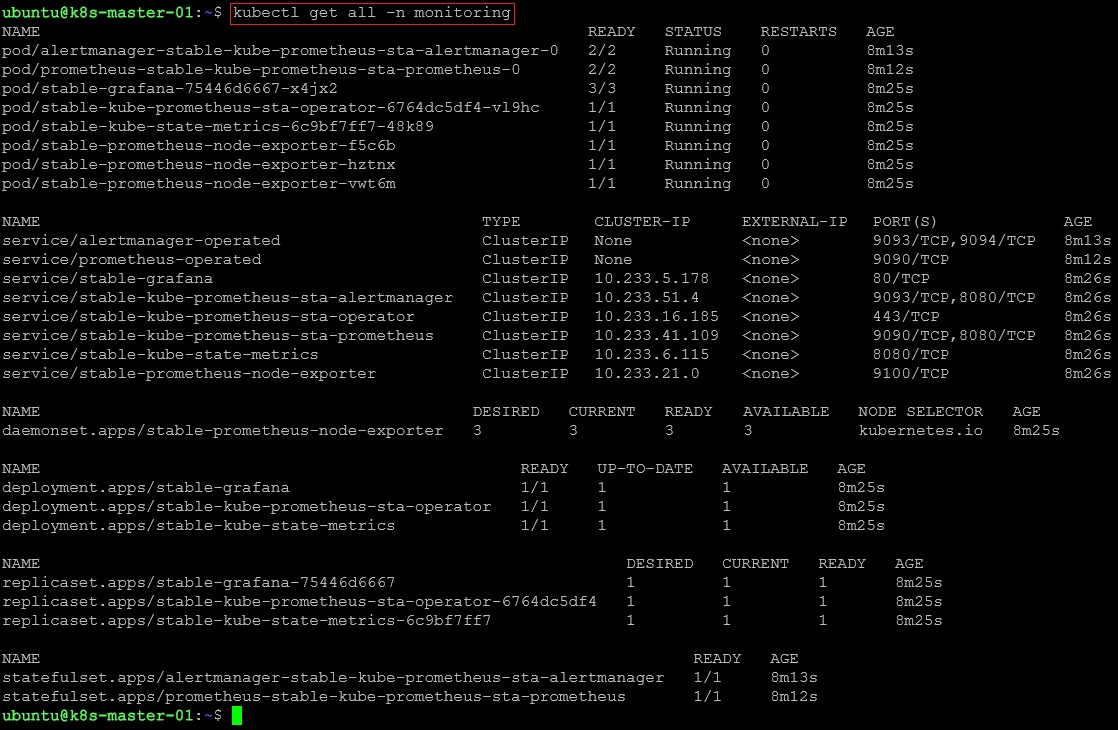 ubuntu@k8s-master-01:~$ kubectl get all -n monitoring
NAME READY STATUS RESTARTS AGE
pod/alertmanager-stable-kube-prometheus-sta-alertmanager-0 2/2 Running 0 8m13s
pod/prometheus-stable-kube-prometheus-sta-prometheus-0 2/2 Running 0 8m12s
pod/stable-grafana-75446d6667-x4jx2 3/3 Running 0 8m25s
pod/stable-kube-prometheus-sta-operator-6764dc5df4-vl9hc 1/1 Running 0 8m25s
pod/stable-kube-state-metrics-6c9bf7ff7-48k89 1/1 Running 0 8m25s
pod/stable-prometheus-node-exporter-f5c6b 1/1 Running 0 8m25s
pod/stable-prometheus-node-exporter-hztnx 1/1 Running 0 8m25s
pod/stable-prometheus-node-exporter-vwt6m 1/1 Running 0 8m25s
NAME TYPE CLUSTER-IP EXTERNAL-IP PORT(S) AGE
service/alertmanager-operated ClusterIP None <none> 9093/TCP,9094/TCP 8m13s
service/prometheus-operated ClusterIP None <none> 9090/TCP 8m12s
service/stable-grafana ClusterIP 10.233.5.178 <none> 80/TCP 8m26s
service/stable-kube-prometheus-sta-alertmanager ClusterIP 10.233.51.4 <none> 9093/TCP,8080/TCP 8m26s
service/stable-kube-prometheus-sta-operator ClusterIP 10.233.16.185 <none> 443/TCP 8m26s
service/stable-kube-prometheus-sta-prometheus ClusterIP 10.233.41.109 <none> 9090/TCP,8080/TCP 8m26s
service/stable-kube-state-metrics ClusterIP 10.233.6.115 <none> 8080/TCP 8m26s
service/stable-prometheus-node-exporter ClusterIP 10.233.21.0 <none> 9100/TCP 8m26s
NAME DESIRED CURRENT READY AVAILABLE NODE SELECTOR AGE
daemonset.apps/stable-prometheus-node-exporter 3 3 3 3 kubernetes.io 8m25s
NAME READY UP-TO-DATE AVAILABLE AGE
deployment.apps/stable-grafana 1/1 1 1 8m25s
deployment.apps/stable-kube-prometheus-sta-operator 1/1 1 1 8m25s
deployment.apps/stable-kube-state-metrics 1/1 1 1 8m25s
NAME DESIRED CURRENT READY AGE
replicaset.apps/stable-grafana-75446d6667 1 1 1 8m25s
replicaset.apps/stable-kube-prometheus-sta-operator-6764dc5df4 1 1 1 8m25s
replicaset.apps/stable-kube-state-metrics-6c9bf7ff7 1 1 1 8m25s
NAME READY AGE
statefulset.apps/alertmanager-stable-kube-prometheus-sta-alertmanager 1/1 8m13s
statefulset.apps/prometheus-stable-kube-prometheus-sta-prometheus 1/1 8m12s
ubuntu@k8s-master-01:~$